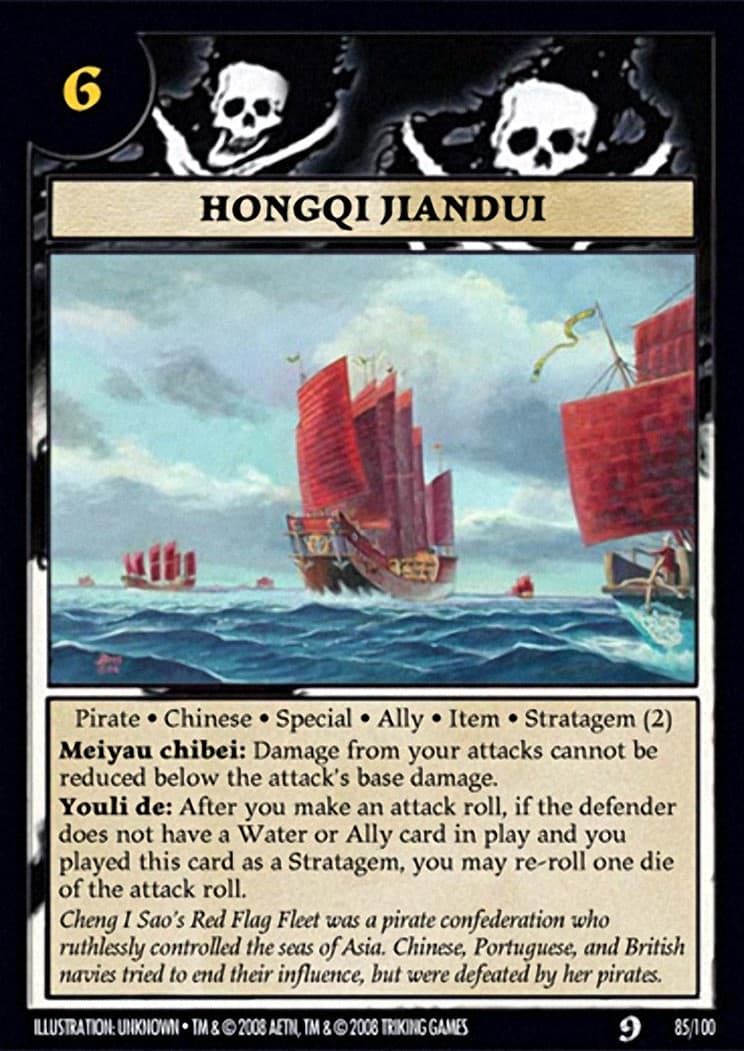 6
HONGQI JIANDUI
Pirate • Chinese • Special • Ally • Item • Stratagem (2)
Meiyau chibei: Damage from your attacks cannot be
reduced below the attack's base damage.
Youli de: After you make an attack roll, if the defender
does not have a Water or Ally card in play and you
played this card as a Stratagem, you may re-roll one die
of the attack roll.
Cheng I Sao's Red Flag Fleet was a pirate confederation who
ruthlessly controlled the seas of Asia. Chinese, Portuguese, and British
navies tried to end their influence, but were defeated by her pirates.
ILLUSTRATION: UNKNOWN • TM & © 2008 AETN, TM & © 2008 TRIKING GAMES 9 85/100